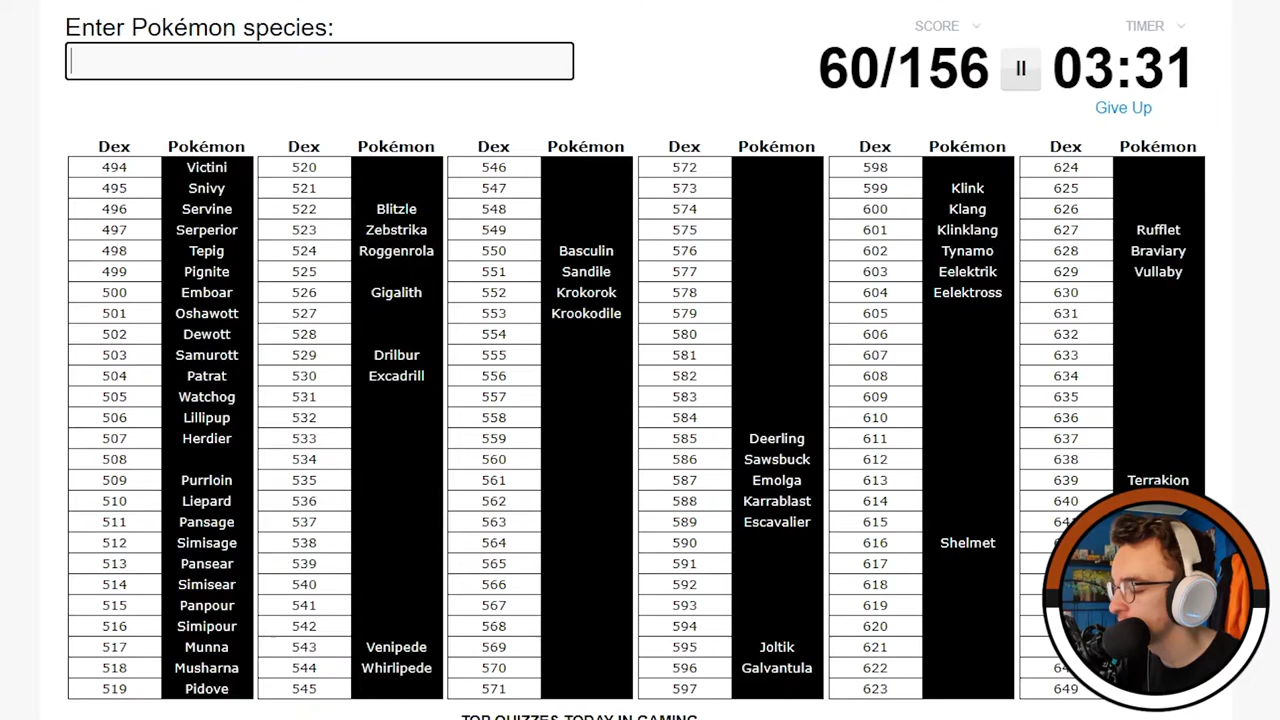 Enter Pokémon species:
SCORE
TIMER
60/156
03:31
Give Up
Dex Pokémon Dex Pokémon Dex Pokémon Dex Pokémon Dex Pokémon Dex Pokémon
494 Victini 520 546 572 598 624
495 Snivy 521 547 573 599 Klink 625
496 Servine 522 Blitzle 548 574 600 Klang 626
497 Serperior 523 Zebstrika 549 575 601 Klinklang 627 Rufflet
498 Tepig 524 Roggenrola 550 Basculin 576 602 Tynamo 628 Braviary
499 Pignite 525 551 Sandile 577 603 Eelektrik 629 Vullaby
500 Emboar 526 Gigalith 552 Krokorok 578 604 Eelektross 630
501 Oshawott 527 553 Krookodile 579 605 631
502 Dewott 528 554 580 606 632
503 Samurott 529 Drilbur 555 581 607 633
504 Patrat 530 Excadrill 556 582 608 634
505 Watchog 531 557 583 609 635
506 Lillipup 532 558 584 610 636
507 Herdier 533 559 585 Deerling 611 637
508 534 560 586 Sawsbuck 612 638
509 Purrloin 535 561 587 Emolga 613 639 Terrakion
510 Liepard 536 562 588 Karrablast 614 640
511 Pansage 537 563 589 Escavalier 615
512 Simisage 538 564 590 616 Shelmet
513 Pansear 539 565 591 617
514 Simisear 540 566 592 618
515 Panpour 541 567 593 619
516 Simipour 542 568 594 620
517 Munna 543 Venipede 569 595 Joltik 621
518 Musharna 544 Whirlipede 570 596 Galvantula 622
519 Pidove 545 571 597 623 649
TOP QUIZZES TODAY IN GAMING